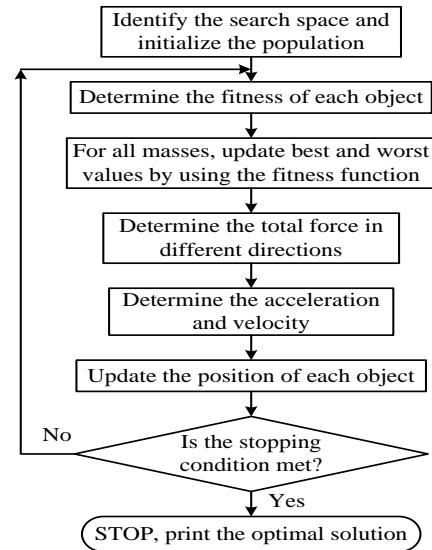 Identify the search space and
initialize the population
Determine the fitness of each object
For all masses, update best and worst
values by using the fitness function
Determine the total force in
different directions
Determine the acceleration
and velocity
Update the position of each object
Is the stopping
condition met?
No
Yes
STOP, print the optimal solution